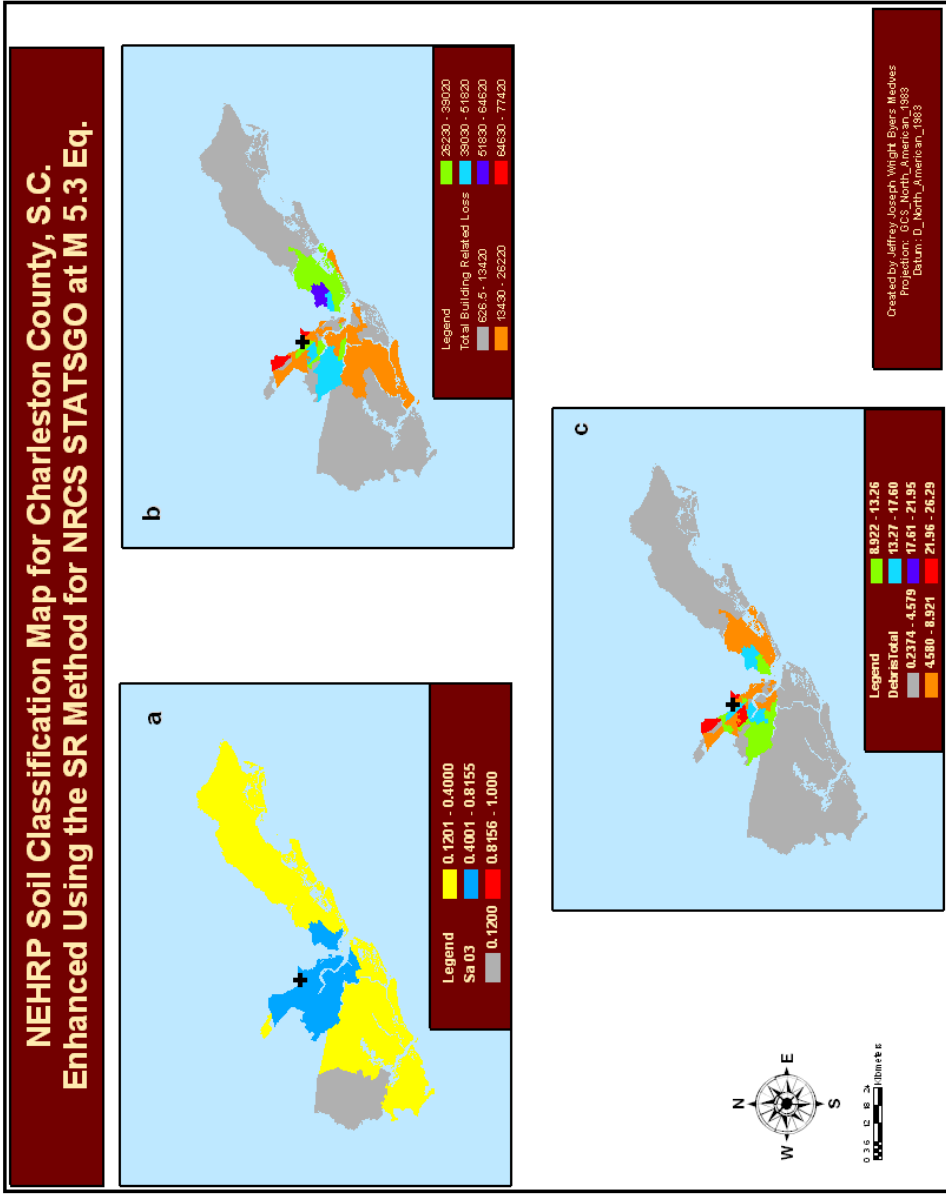 NEHRP Soil Classification Map for Charleston County, S.C.
Enhanced Using the SR Method for NRCS STATSGO at M 5.3 Eq.
a
Legend
Sa 03
0.1200
0.1201 - 0.4000
0.4001 - 0.8155
0.8156 - 1.000
b
Legend
Total Building Related Loss
626.5 - 13420
13430 - 26220
26230 - 39020
39030 - 51820
51830 - 64620
64630 - 77420
N
W
E
S
0 3 6 12 18 24
Kilometers
c
Legend
DebrisTotal
0.2374 - 4.579
4.580 - 8.921
8.922 - 13.26
13.27 - 17.60
17.61 - 21.95
21.96 - 26.29
Created by Jeffrey Joseph Wright Byers Medves
Projection: GCS_North_American_1983
Datum: D_North_American_1983